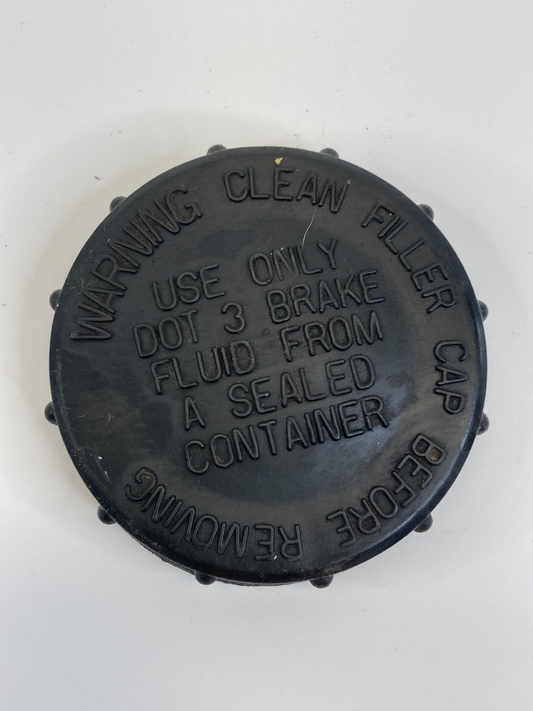 WARNING CLEAN FILLER CAP BEFORE REMOVING
USE ONLY
DOT 3 BRAKE
FLUID FROM
A SEALED
CONTAINER